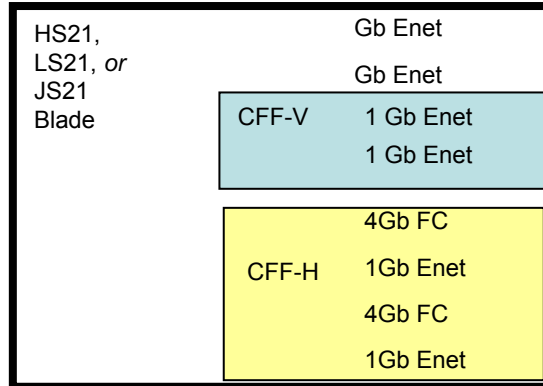 HS21,
LS21, or
JS21
Blade
Gb Enet
Gb Enet
CFF-V
1 Gb Enet
1 Gb Enet
CFF-H
4Gb FC
1Gb Enet
4Gb FC
1Gb Enet